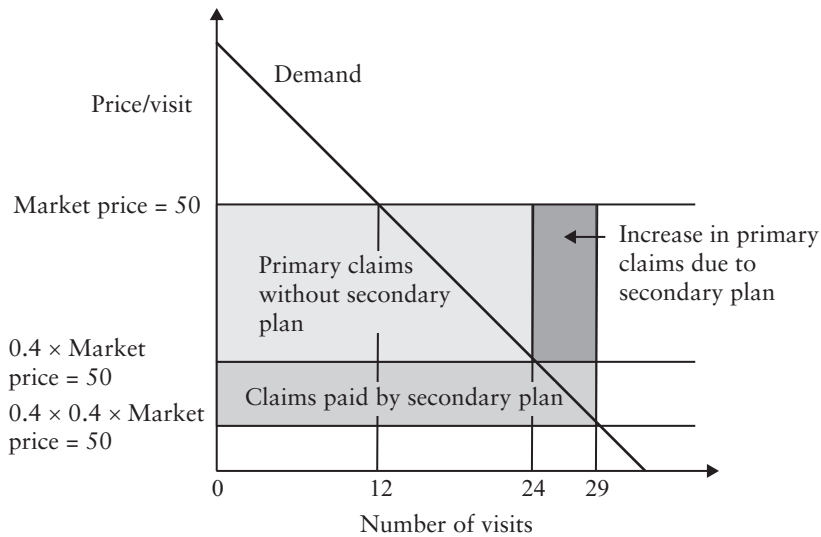 Demand
Price/visit
Market price = 50
Primary claims
without secondary
plan
Increase in primary
claims due to
secondary plan
0.4 × Market
price = 50
Claims paid by secondary plan
0.4 × 0.4 × Market
price = 50
0
12
24
29
Number of visits